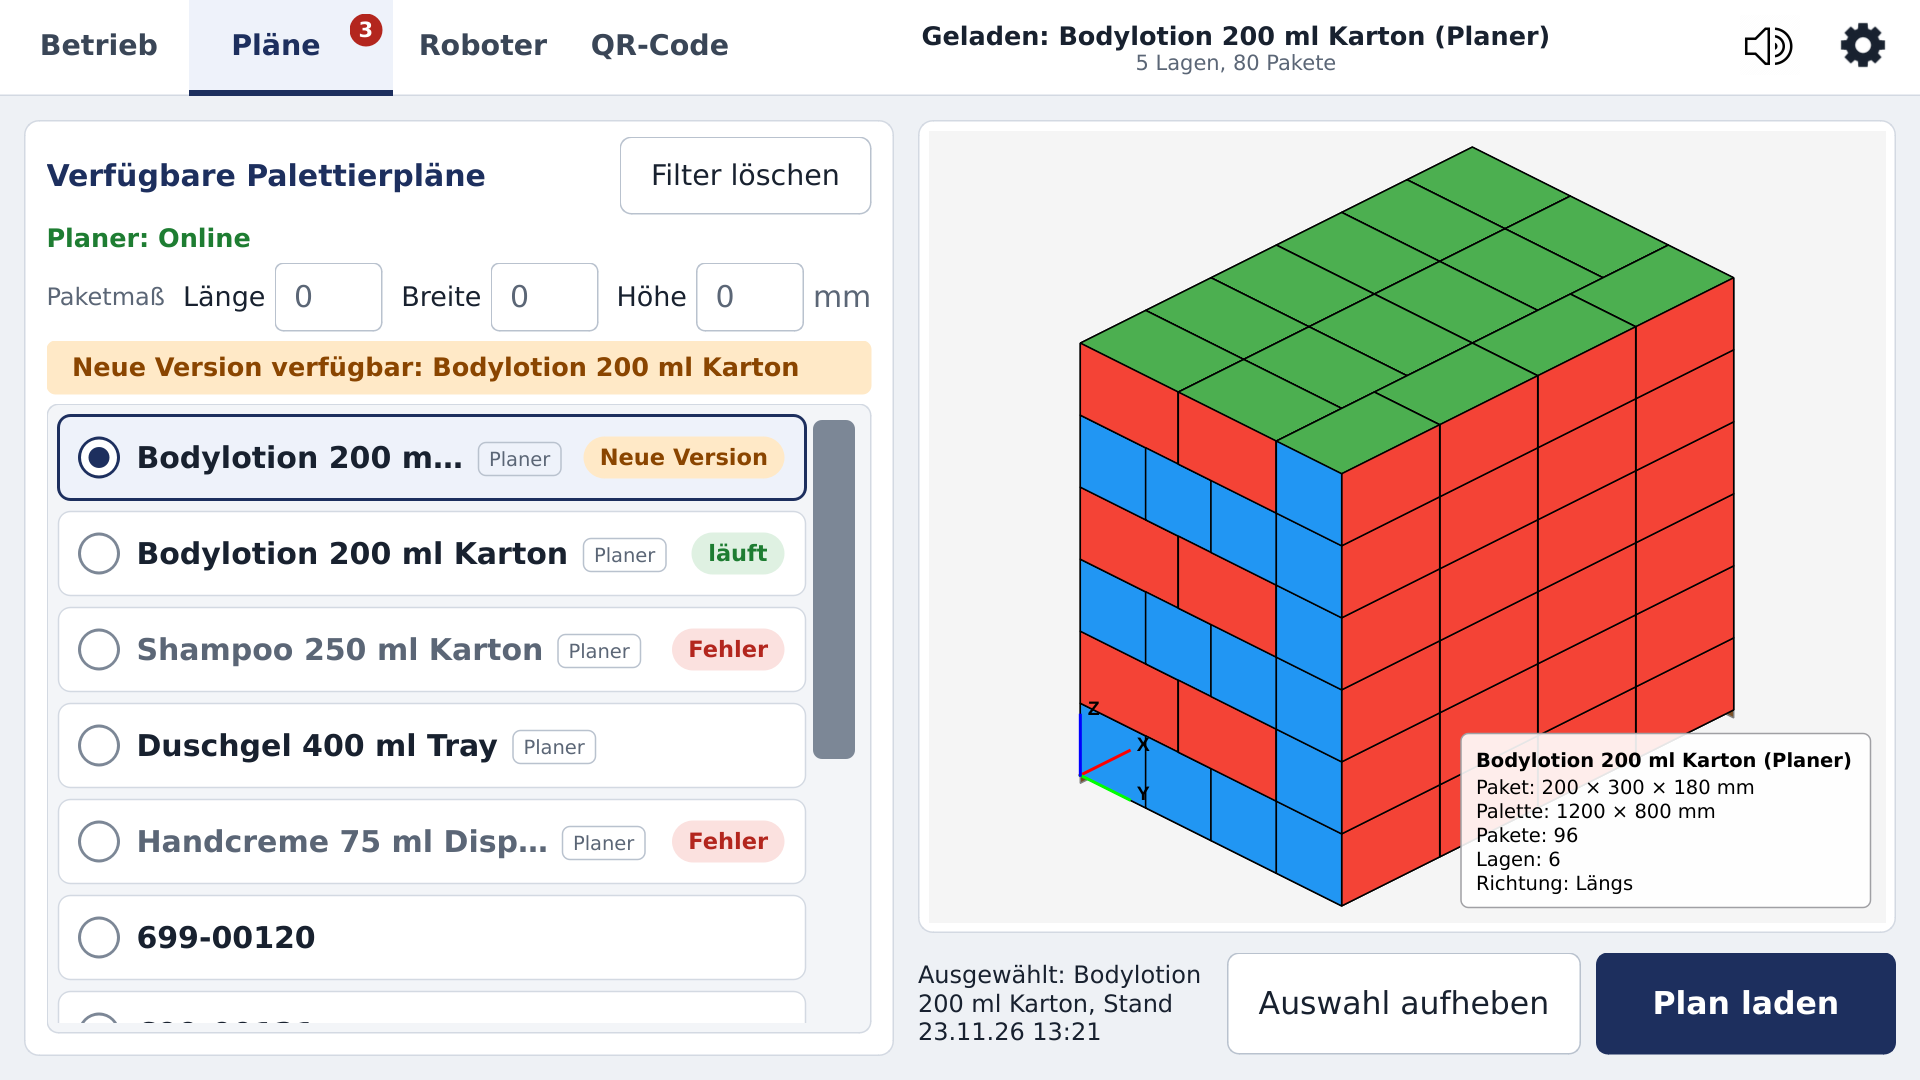 Betrieb
Pläne
3
Roboter
QR-Code
Geladen: Bodylotion 200 ml Karton (Planer)
5 Lagen, 80 Pakete
Verfügbare Palettierpläne
Filter löschen
Planer: Online
Paketmaß Länge 0 Breite 0 Höhe 0 mm
Neue Version verfügbar: Bodylotion 200 ml Karton
Bodylotion 200 m... Planer Neue Version
Bodylotion 200 ml Karton Planer läuft
Shampoo 250 ml Karton Planer Fehler
Duschgel 400 ml Tray Planer
Handcreme 75 ml Disp... Planer Fehler
699-00120
Z
X
Y
Bodylotion 200 ml Karton (Planer)
Paket: 200 × 300 × 180 mm
Palette: 1200 × 800 mm
Pakete: 96
Lagen: 6
Richtung: Längs
Ausgewählt: Bodylotion
200 ml Karton, Stand
23.11.26 13:21
Auswahl aufheben
Plan laden